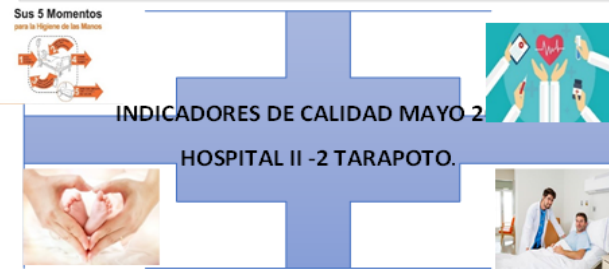 Sus 5 Momentos
para la Higiene de las Manos
INDICADORES DE CALIDAD MAYO 2
HOSPITAL II -2 TARAPOTO.